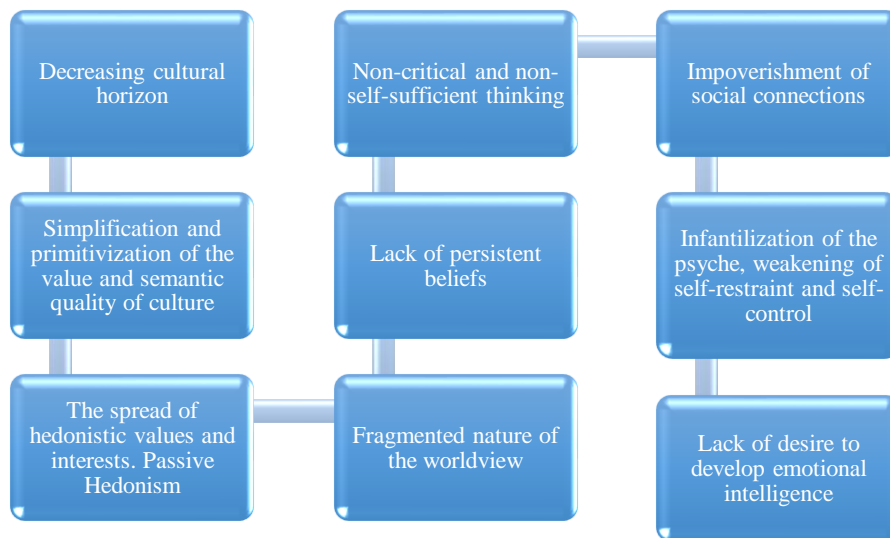 Decreasing cultural
horizon
Simplification and
primitivization of the
value and semantic
quality of culture
The spread of
hedonistic values and
interests. Passive
Hedonism
Fragmented nature of
the worldview
Lack of persistent
beliefs
Non-critical and non-
self-sufficient thinking
Impoverishment of
social connections
Infantilization of the
psyche, weakening of
self-restraint and self-
control
Lack of desire to
develop emotional
intelligence